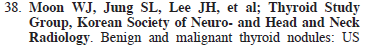 38. Moon WJ, Jung SL, Lee JH, et al; Thyroid Study
Group, Korean Society of Neuro- and Head and Neck
Radiology. Benign and malignant thyroid nodules: US